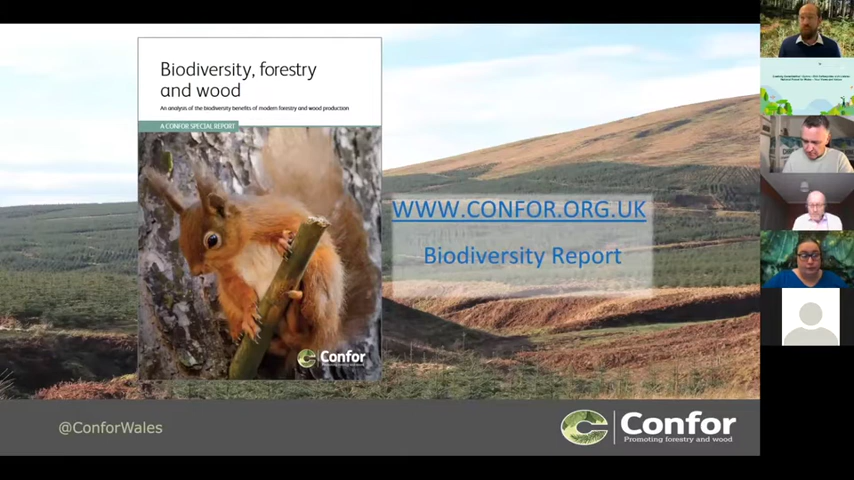 Biodiversity, forestry
and wood
An analysis of the biodiversity benefits of modern forestry and wood production
A CONFOR SPECIAL REPORT
Confor
WWW.CONFOR.ORG.UK
Biodiversity Report
@ConforWales
Confor
Promoting forestry and wood